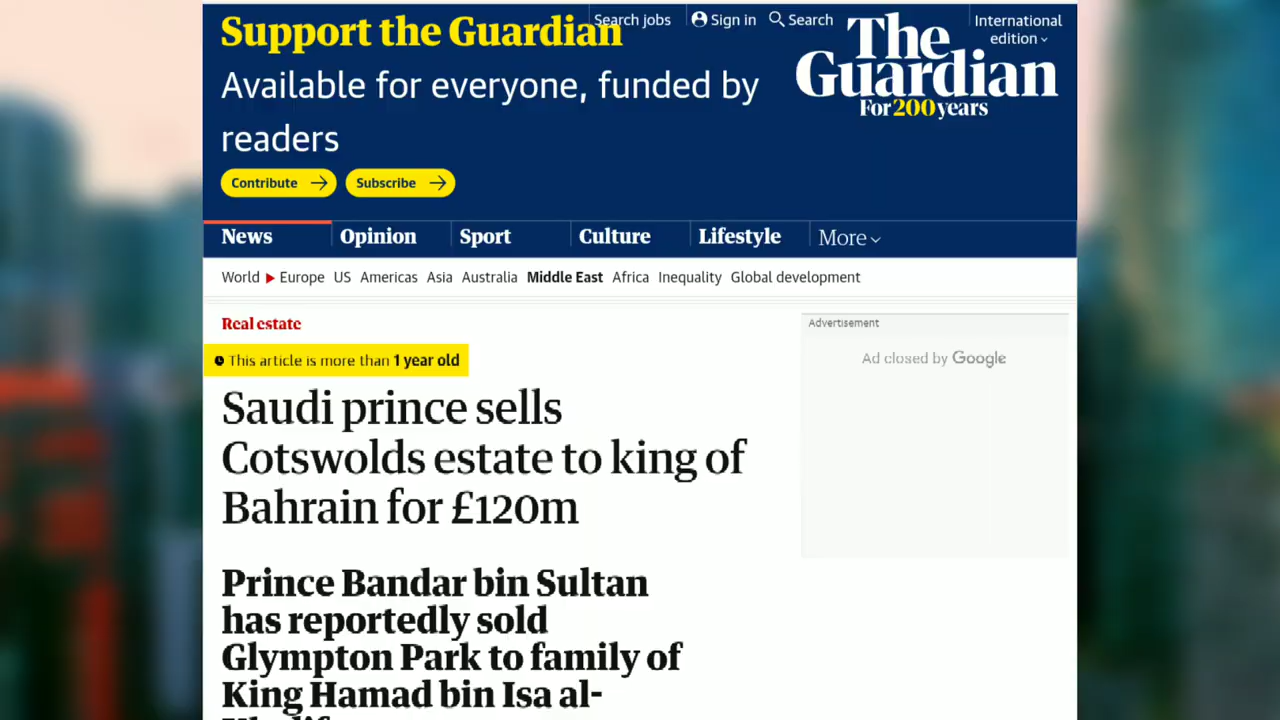 Support the Guardian
Search jobs
Sign in
Search
International
edition
The
Guardian
For 200 years
Available for everyone, funded by
readers
Contribute
Subscribe
News
Opinion
Sport
Culture
Lifestyle
More
World
Europe
US
Americas
Asia
Australia
Middle East
Africa
Inequality
Global development
Real estate
Advertisement
Ad closed by Google
This article is more than 1 year old
Saudi prince sells
Cotswolds estate to king of
Bahrain for £120m
Prince Bandar bin Sultan
has reportedly sold
Glympton Park to family of
King Hamad bin Isa al-